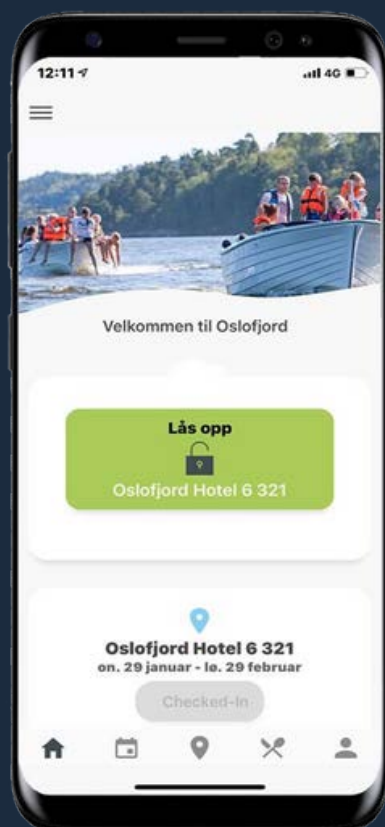 12:11
4G
Velkommen til Oslofjord
Lås opp
Oslofjord Hotel 6 321
Oslofjord Hotel 6 321
on. 29 januar - lø. 29 februar
Checked-In